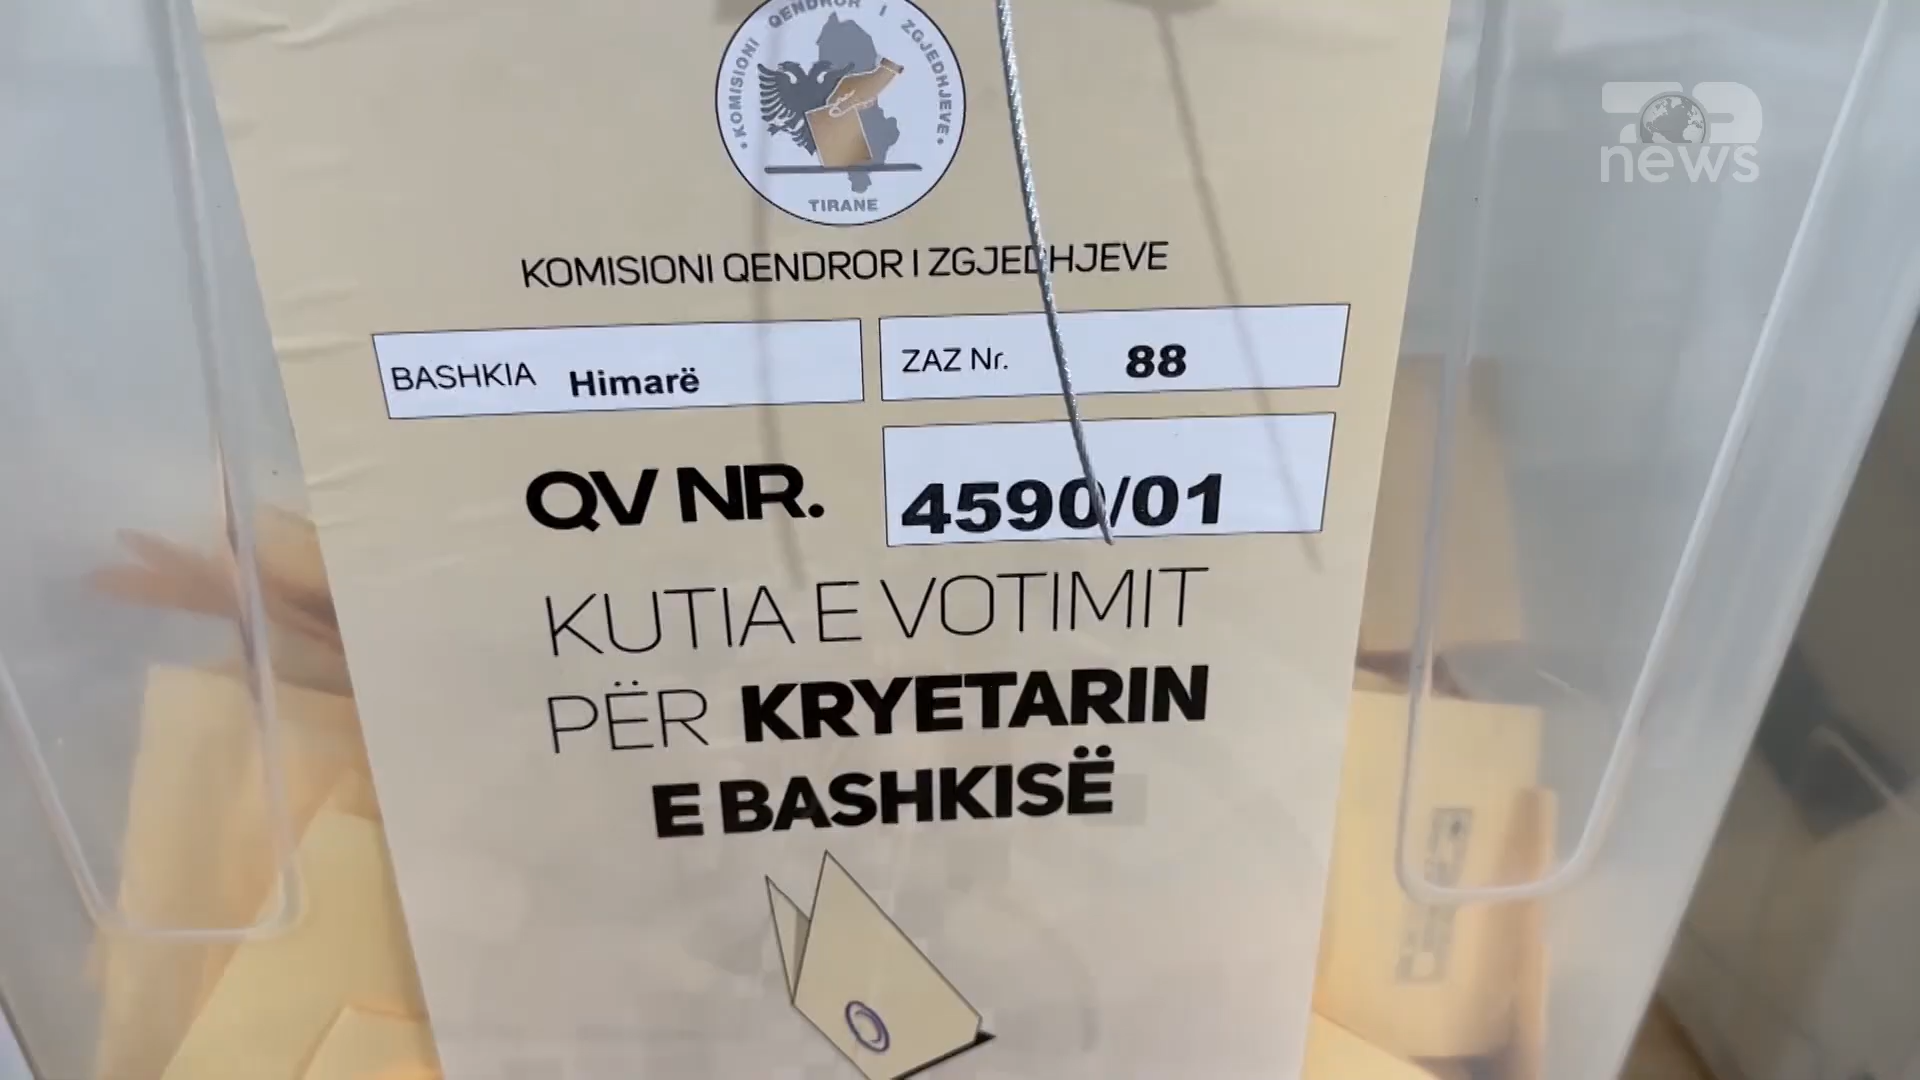 KOMISIONI QENDROR I ZGJEDHJEVE
TIRANE
TOP
news
KOMISIONI QENDROR I ZGJEDHJEVE
BASHKIA Himarë
ZAZ Nr. 88
QV NR. 4590/01
KUTIA E VOTIMIT
PËR KRYETARIN
E BASHKISË